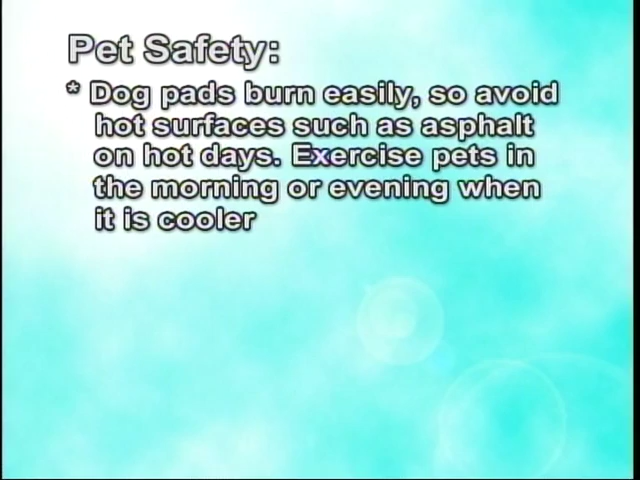 Pet Safety:
* Dog pads burn easily, so avoid
hot surfaces such as asphalt
on hot days. Exercise pets in
the morning or evening when
it is cooler